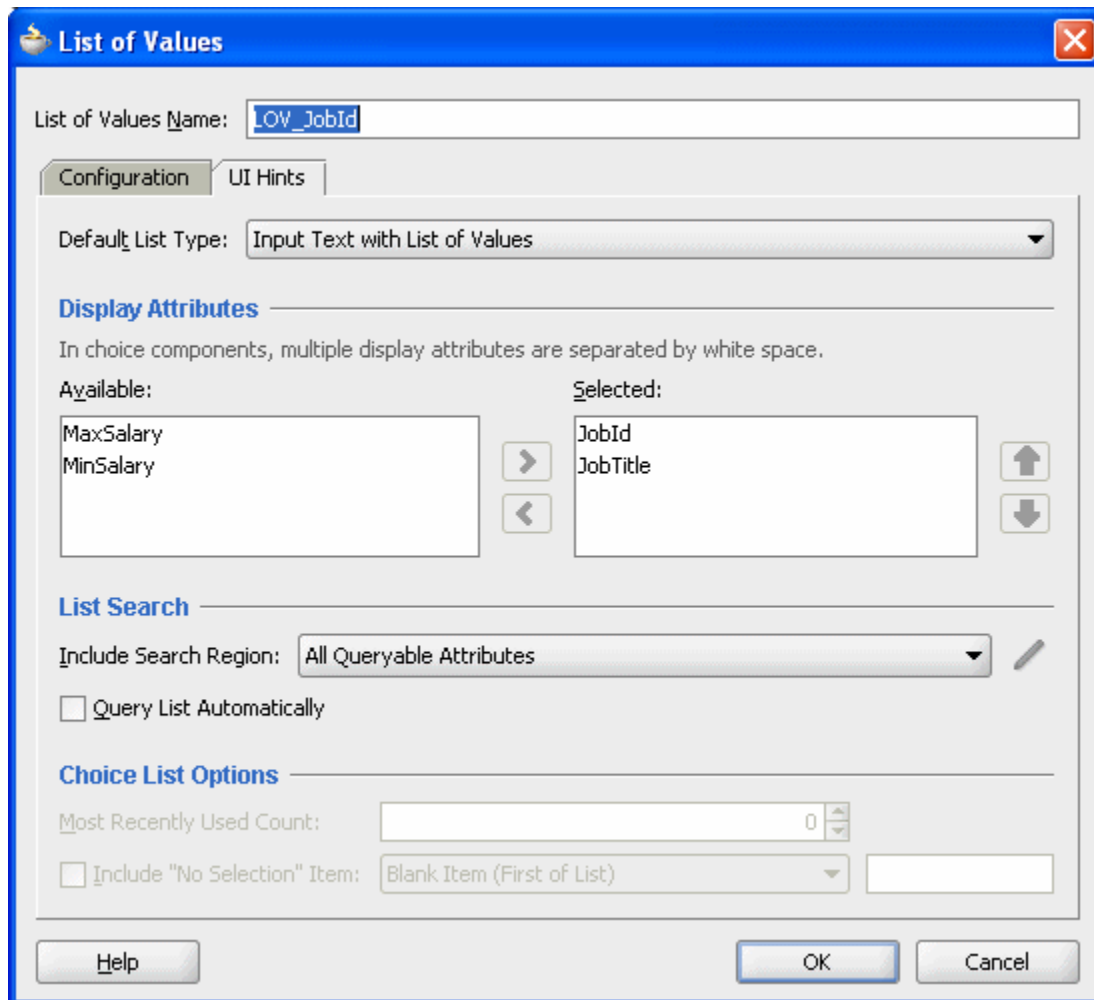 List of Values
List of Values Name: LOV_JobId
Configuration UI Hints
Default List Type: Input Text with List of Values
Display Attributes
In choice components, multiple display attributes are separated by white space.
Available: Selected:
MaxSalary JobId
MinSalary JobTitle
List Search
Include Search Region: All Queryable Attributes
Query List Automatically
Choice List Options
Most Recently Used Count: 0
Include "No Selection" Item: Blank Item (First of List)
Help OK Cancel